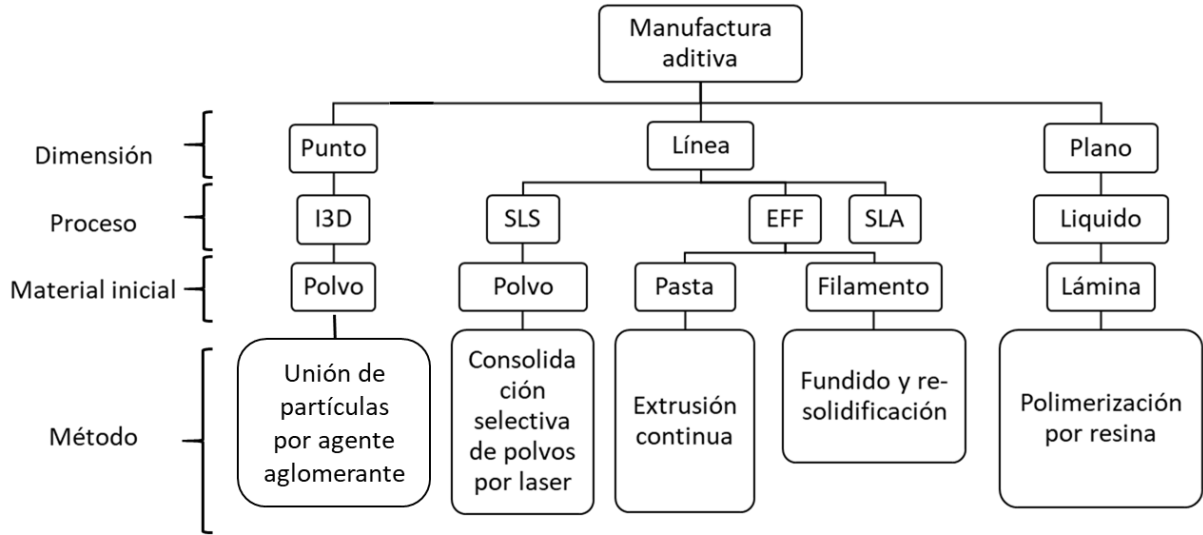 Manufactura
aditiva
Dimensión
Punto
Línea
Plano
Proceso
I3D
SLS
EFF
SLA
Liquido
Material inicial
Polvo
Polvo
Pasta
Filamento
Lámina
Método
Unión de
partículas
por agente
aglomerante
Consolida
ción
selectiva
de polvos
por laser
Extrusión
continua
Fundido y re-
solidificación
Polimerización
por resina